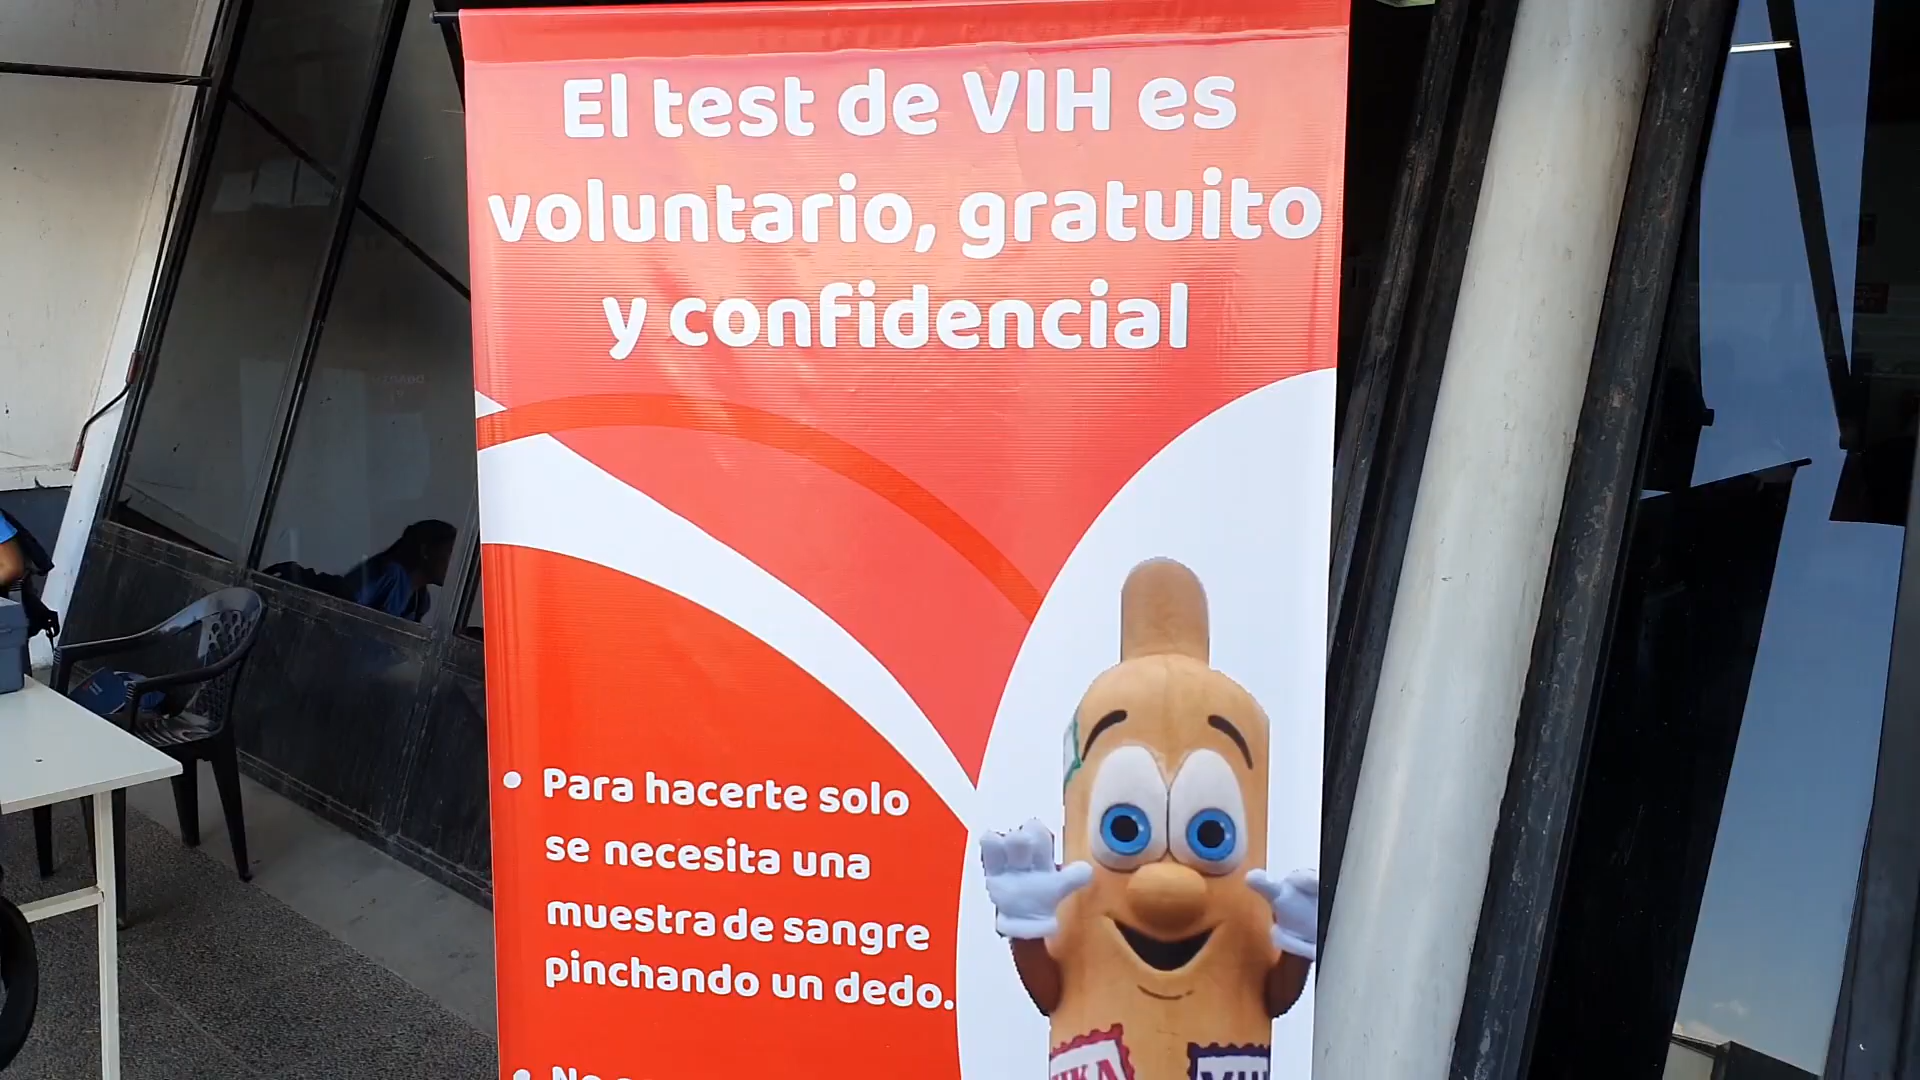 El test de VIH es
voluntario, gratuito
y confidencial
• Para hacerte solo
se necesita una
muestra de sangre
pinchando un dedo.